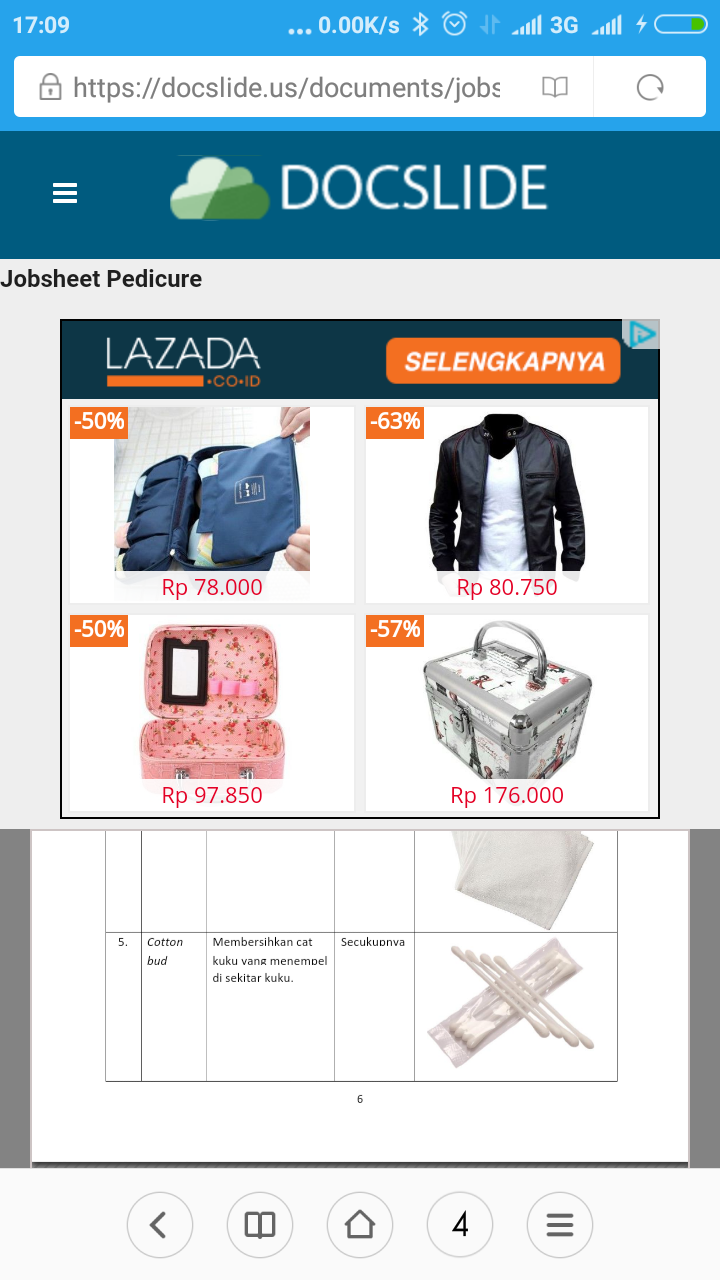 17:09
... 0.00K/s 3G
https://docslide.us/documents/jobs
DOCSLIDE
Jobsheet Pedicure
LAZADA
.CO.ID
SELENGKAPNYA
-50%
-63%
Rp 78.000
Rp 80.750
-50%
-57%
Rp 97.850
Rp 176.000
5. Cotton bud Membersihkan cat kuku yang menempel di sekitar kuku. Secukupnya
6
4